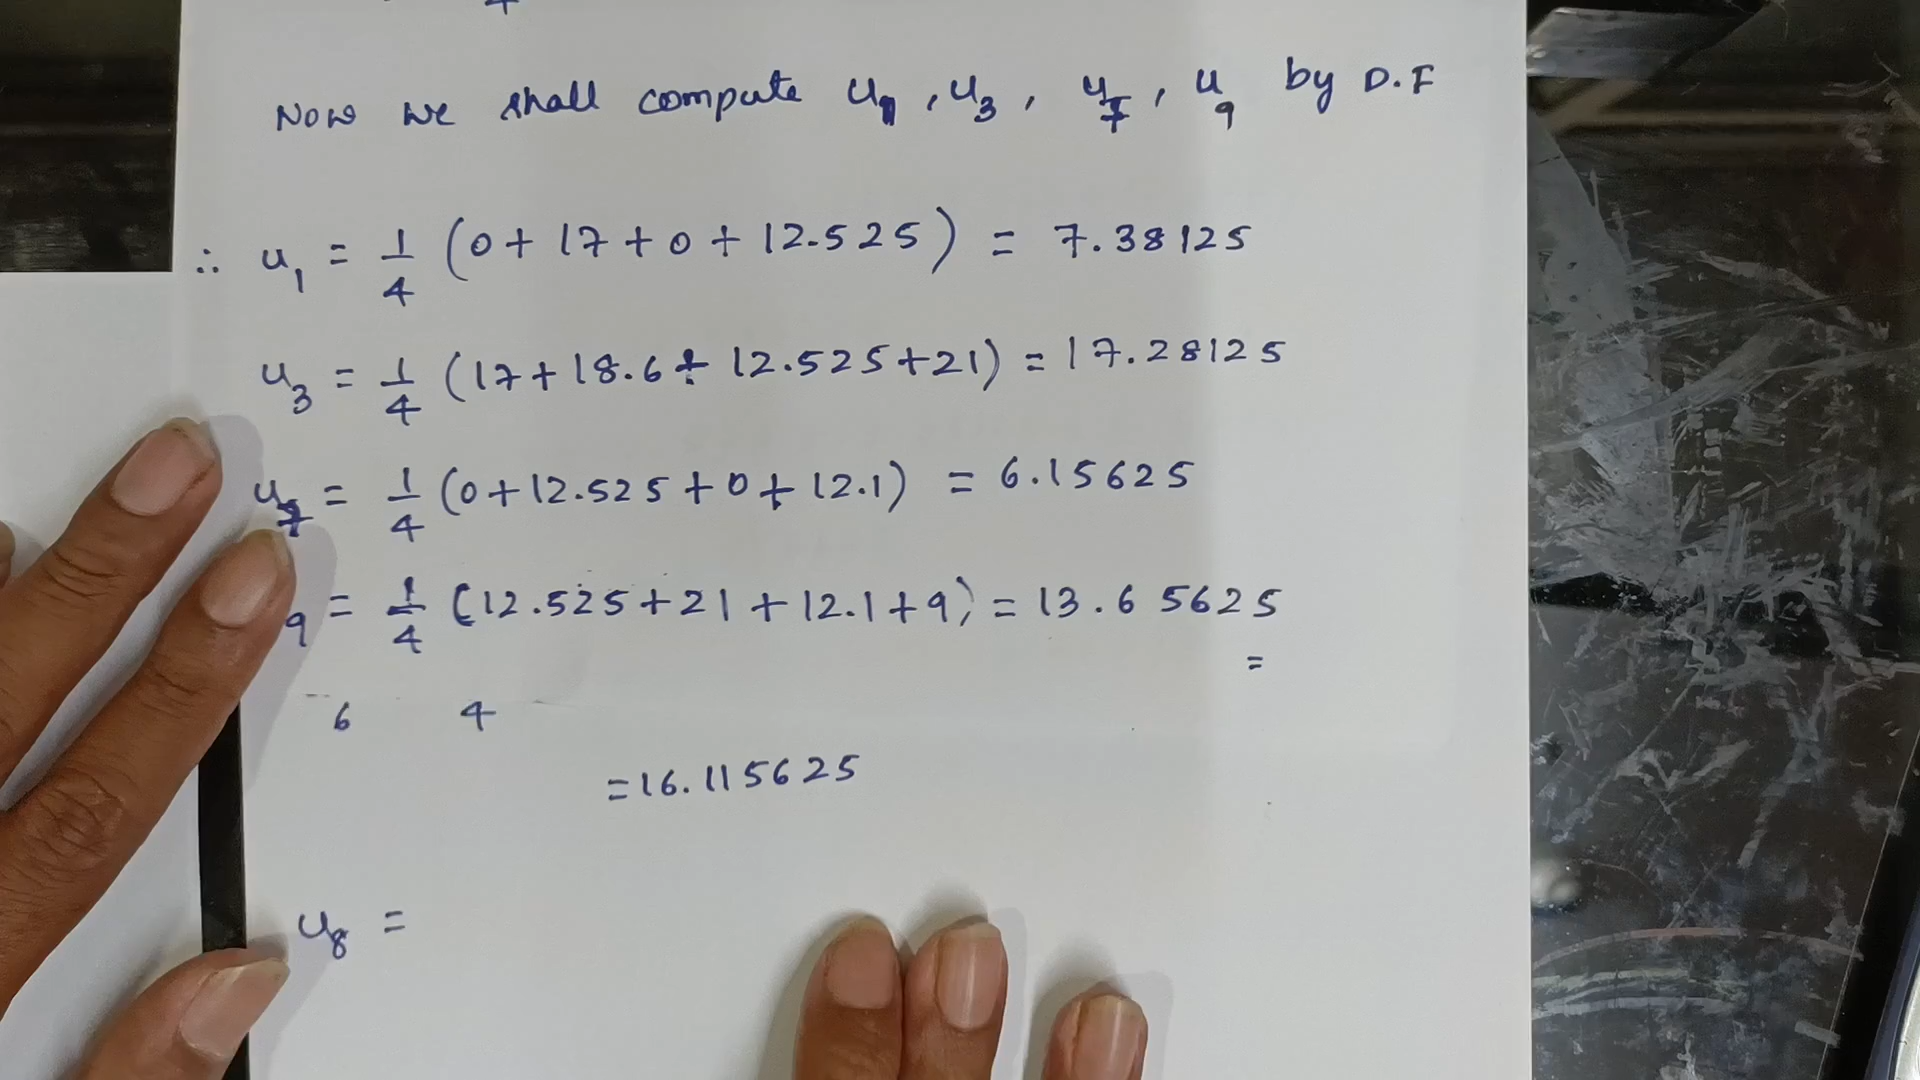 Now we shall compute u1, u3, u7, u9 by D.F
∴ u1 = 1/4 (0+17+0+12.525) = 7.38125
u3 = 1/4 (17+18.6+12.525+21) = 17.28125
u7 = 1/4 (0+12.525+0+12.1) = 6.15625
9 = 1/4 (12.525+21+12.1+9) = 13.65625
=
6 4
=16.115625
u8 =